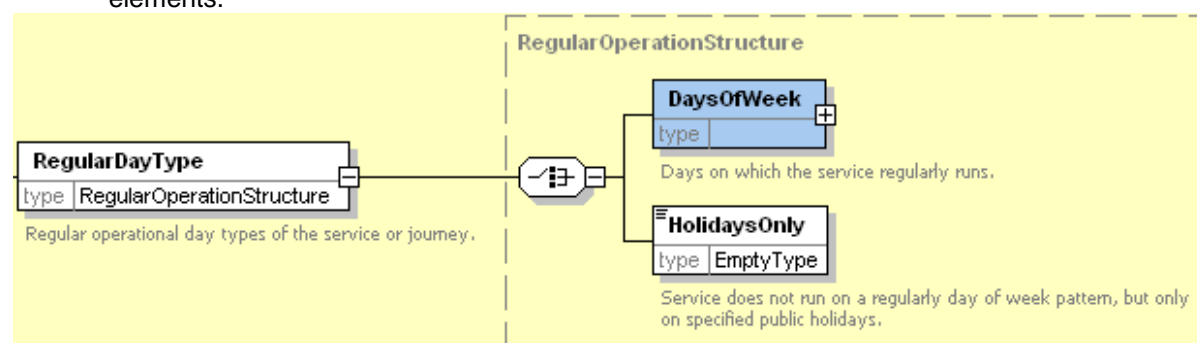 elements.
RegularOperationStructure
DaysOfWeek
type
Days on which the service regularly runs.
RegularDayType
type RegularOperationStructure
Regular operational day types of the service or journey.
HolidaysOnly
type EmptyType
Service does not run on a regularly day of week pattern, but only
on specified public holidays.